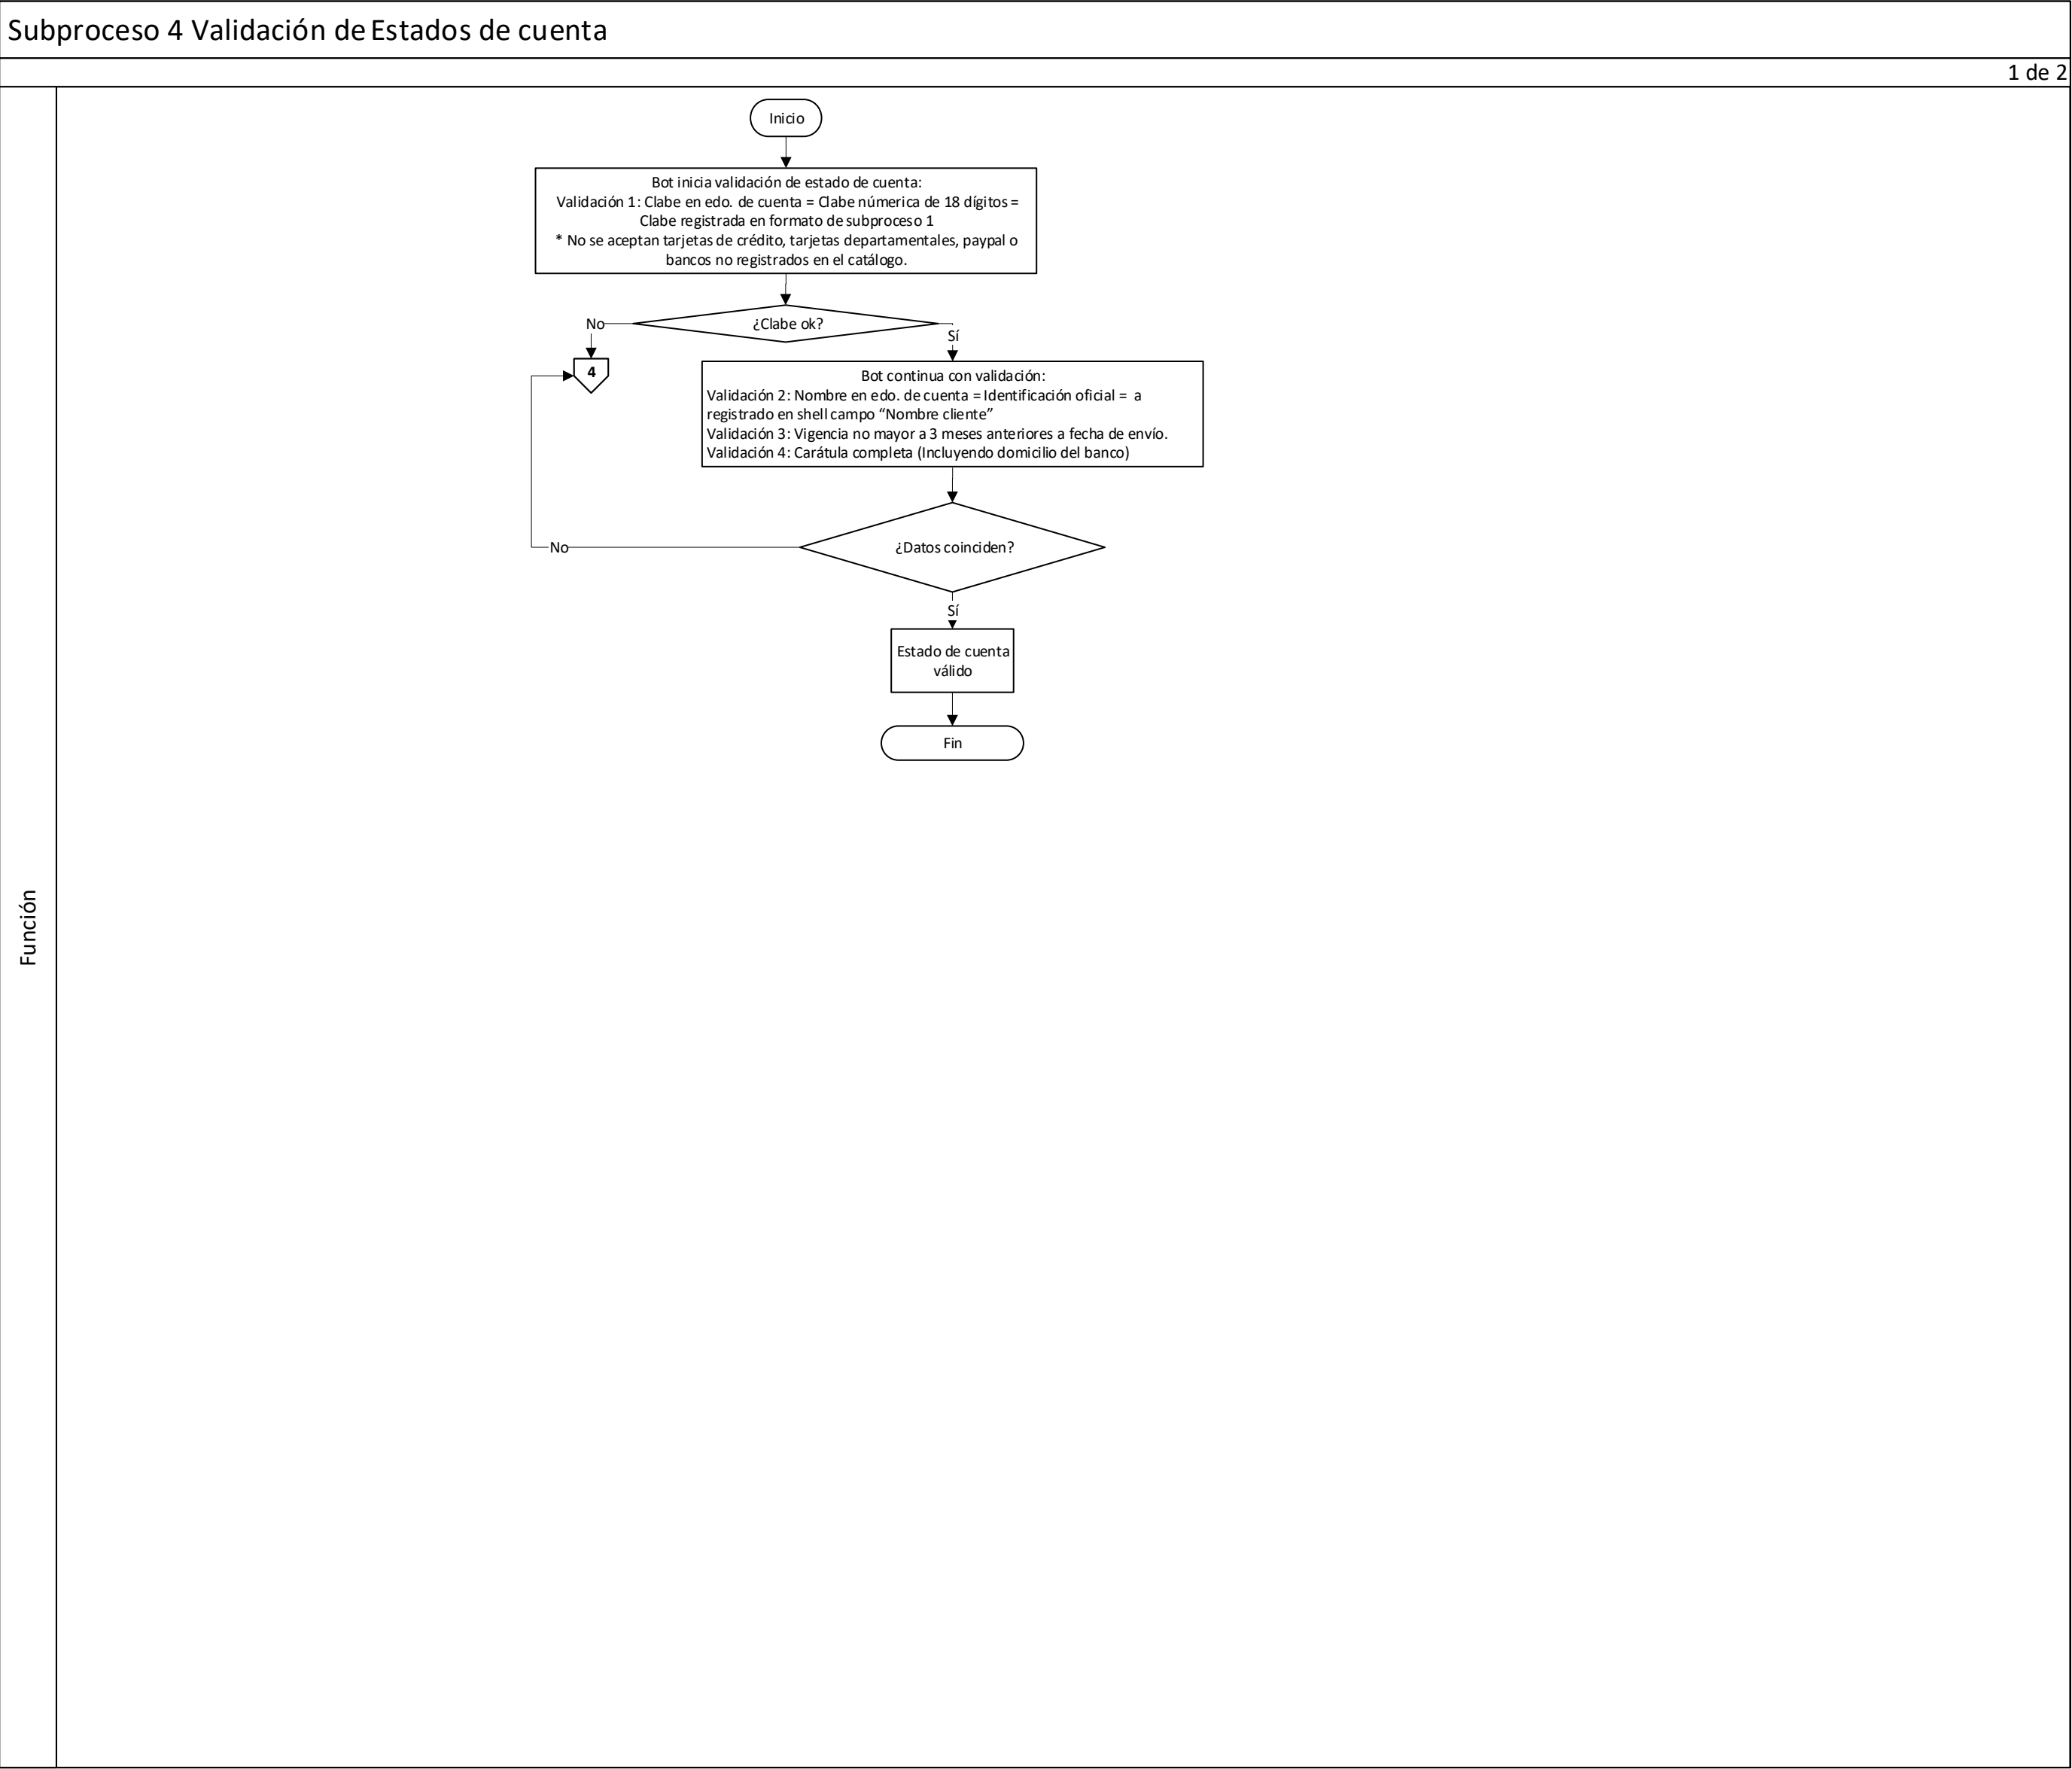 Subproceso 4 Validación de Estados de cuenta
1 de 2
Función
Inicio
Bot inicia validación de estado de cuenta:
Validación 1: Clabe en edo. de cuenta = Clabe númerica de 18 dígitos =
Clabe registrada en formato de subproceso 1
* No se aceptan tarjetas de crédito, tarjetas departamentales, paypal o
bancos no registrados en el catálogo.
¿Clabe ok?
No
Sí
4
Bot continua con validación:
Validación 2: Nombre en edo. de cuenta = Identificación oficial = a
registrado en shell campo “Nombre cliente”
Validación 3: Vigencia no mayor a 3 meses anteriores a fecha de envío.
Validación 4: Carátula completa (Incluyendo domicilio del banco)
¿Datos coinciden?
No
Sí
Estado de cuenta
válido
Fin